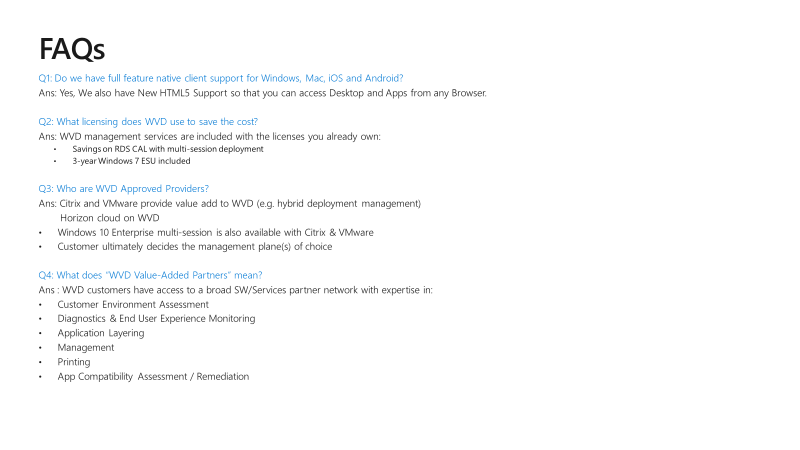 FAQs
Q1: Do we have full feature native client support for Windows, Mac, iOS and Android?
Ans: Yes, We also have New HTML5 Support so that you can access Desktop and Apps from any Browser.
Q2: What licensing does WVD use to save the cost?
Ans: WVD management services are included with the licenses you already own:
• Savings on RDS CAL with multi-session deployment
• 3-year Windows 7 ESU included
Q3: Who are WVD Approved Providers?
Ans: Citrix and VMware provide value add to WVD (e.g. hybrid deployment management)
Horizon cloud on WVD
• Windows 10 Enterprise multi-session is also available with Citrix & VMware
• Customer ultimately decides the management plane(s) of choice
Q4: What does “WVD Value-Added Partners” mean?
Ans : WVD customers have access to a broad SW/Services partner network with expertise in:
• Customer Environment Assessment
• Diagnostics & End User Experience Monitoring
• Application Layering
• Management
• Printing
• App Compatibility Assessment / Remediation